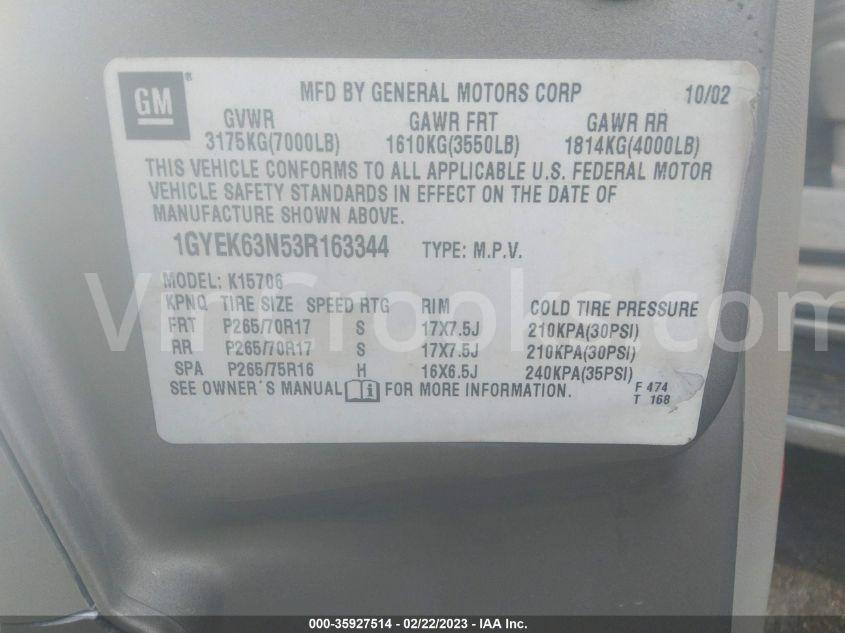 GM ®
MFD BY GENERAL MOTORS CORP 10/02
GVWR GAWR FRT GAWR RR
3175KG(7000LB) 1610KG(3550LB) 1814KG(4000LB)
THIS VEHICLE CONFORMS TO ALL APPLICABLE U.S. FEDERAL MOTOR
VEHICLE SAFETY STANDARDS IN EFFECT ON THE DATE OF
MANUFACTURE SHOWN ABOVE.
1GYEK63N53R163344 TYPE: M.P.V.
MODEL: K15706
KPNQ TIRE SIZE SPEED RTG RIM COLD TIRE PRESSURE
FRT P265/70R17 S 17X7.5J 210KPA(30PSI)
RR P265/70R17 S 17X7.5J 210KPA(30PSI)
SPA P265/75R16 H 16X6.5J 240KPA(35PSI)
SEE OWNER'S MANUAL i FOR MORE INFORMATION.
F 474
T 168
VinCrooks.com
000-35927514 - 02/22/2023 - IAA Inc.